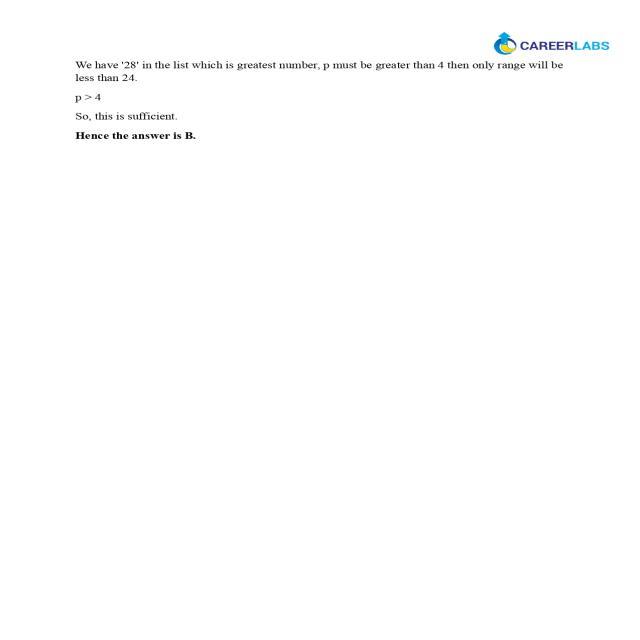 CAREERLABS
We have '28' in the list which is greatest number, p must be greater than 4 then only range will be
less than 24.
p > 4
So, this is sufficient.
Hence the answer is B.